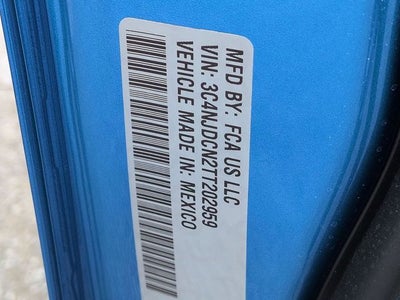 MFD BY: FCA US LLC
VIN: 3C4NJDCN2TT202959
VEHICLE MADE IN: MEXICO